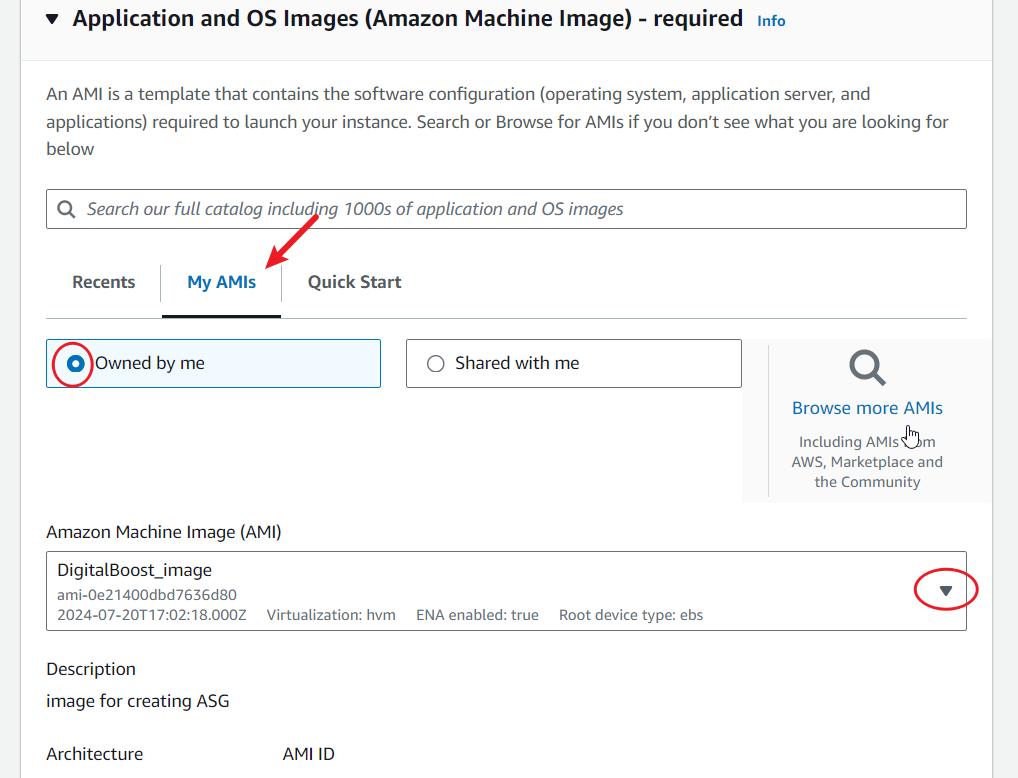 Application and OS Images (Amazon Machine Image) - required Info
An AMI is a template that contains the software configuration (operating system, application server, and
applications) required to launch your instance. Search or Browse for AMIs if you don’t see what you are looking for
below
Search our full catalog including 1000s of application and OS images
Recents My AMIs Quick Start
Owned by me Shared with me
Browse more AMIs
Including AMIs from
AWS, Marketplace and
the Community
Amazon Machine Image (AMI)
DigitalBoost_image
ami-0e21400dbd7636d80
2024-07-20T17:02:18.000Z Virtualization: hvm ENA enabled: true Root device type: ebs
Description
image for creating ASG
Architecture AMI ID